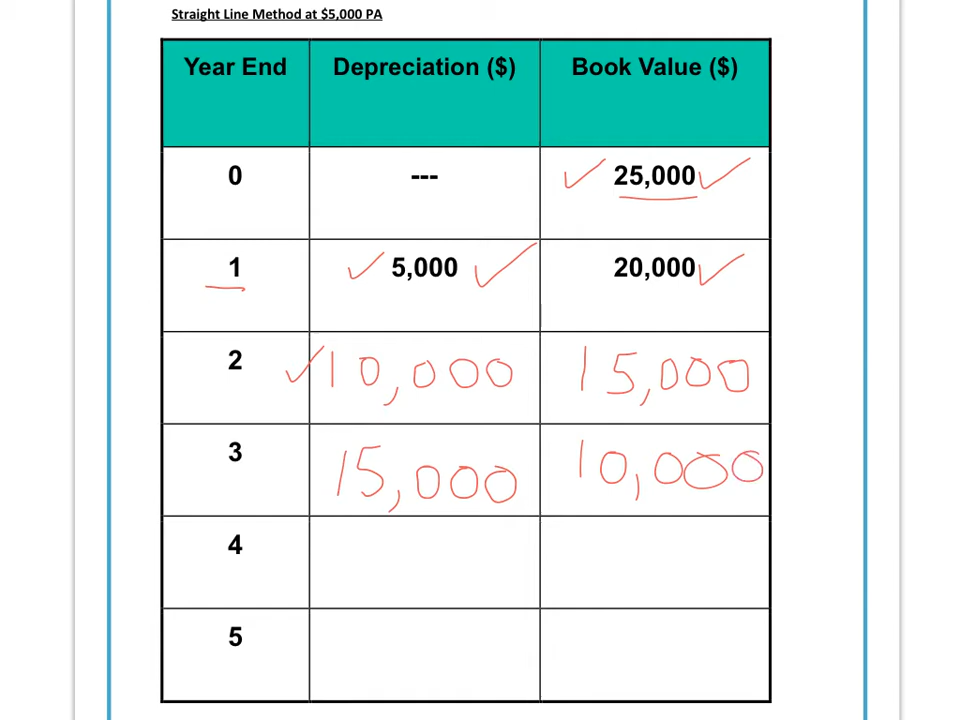 Straight Line Method at $5,000 PA
Year End Depreciation ($) Book Value ($)
0 --- 25,000
1 5,000 20,000
2 10,000 15,000
3 15,000 10,000
4
5